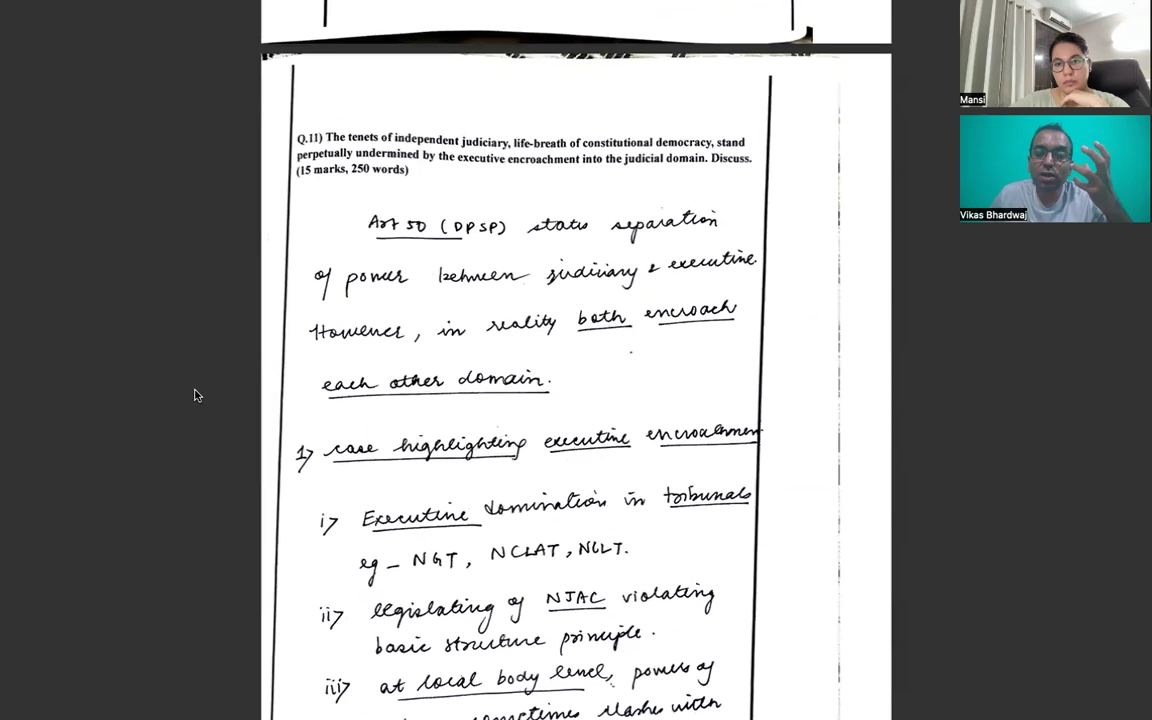 Q.11) The tenets of independent judiciary, life-breath of constitutional democracy, stand
perpetually undermined by the executive encroachment into the judicial domain. Discuss.
(15 marks, 250 words)
Art 50 (DPSP) states separation
of power between judiciary & executive.
However, in reality both encroach
each other domain.
1) case highlighting executive encroachment
i) Executive domination in tribunals
eg - NGT, NCLAT, NCLT.
ii) legislating of NJAC violating
basic structure principle.
iii) at local body level, powers of
sometimes clashes with
Mansi
Vikas Bhardwaj